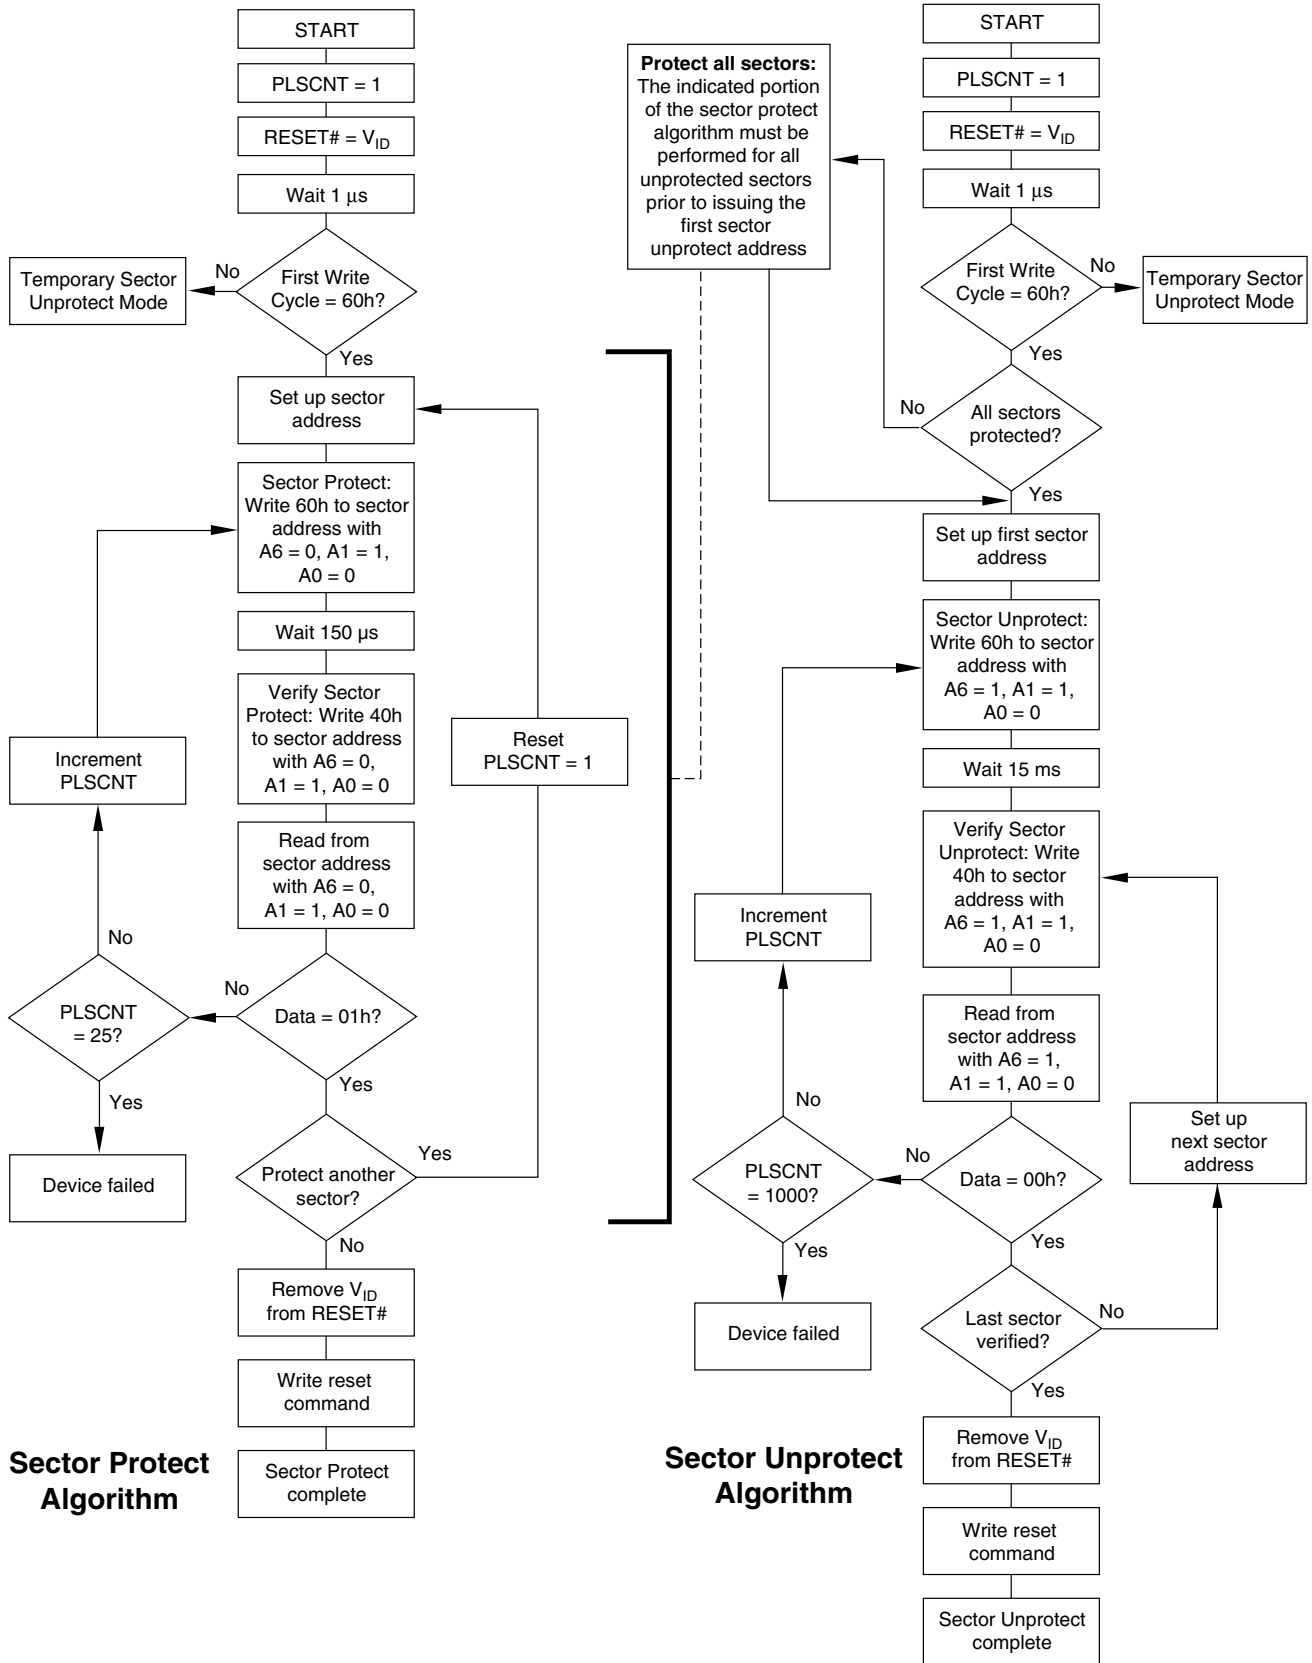 START
PLSCNT = 1
RESET# = VID
Wait 1 μs
First Write
Cycle = 60h?
No
Temporary Sector
Unprotect Mode
Yes
Set up sector
address
Sector Protect:
Write 60h to sector
address with
A6 = 0, A1 = 1,
A0 = 0
Wait 150 µs
Verify Sector
Protect: Write 40h
to sector address
with A6 = 0,
A1 = 1, A0 = 0
Reset
PLSCNT = 1
Increment
PLSCNT
Read from
sector address
with A6 = 0,
A1 = 1, A0 = 0
No
PLSCNT
= 25?
No
Data = 01h?
Yes
Yes
Device failed
Protect another
sector?
Yes
No
Remove VID
from RESET#
Write reset
command
Sector Protect
complete
Sector Protect
Algorithm
Protect all sectors:
The indicated portion
of the sector protect
algorithm must be
performed for all
unprotected sectors
prior to issuing the
first sector
unprotect address
START
PLSCNT = 1
RESET# = VID
Wait 1 μs
First Write
Cycle = 60h?
No
Temporary Sector
Unprotect Mode
Yes
No
All sectors
protected?
Yes
Set up first sector
address
Sector Unprotect:
Write 60h to sector
address with
A6 = 1, A1 = 1,
A0 = 0
Wait 15 ms
Verify Sector
Unprotect: Write
40h to sector
address with
A6 = 1, A1 = 1,
A0 = 0
Increment
PLSCNT
Read from
sector address
with A6 = 1,
A1 = 1, A0 = 0
No
PLSCNT
= 1000?
No
Data = 00h?
Set up
next sector
address
Yes
Yes
Device failed
Last sector
verified?
No
Yes
Remove VID
from RESET#
Write reset
command
Sector Unprotect
complete
Sector Unprotect
Algorithm